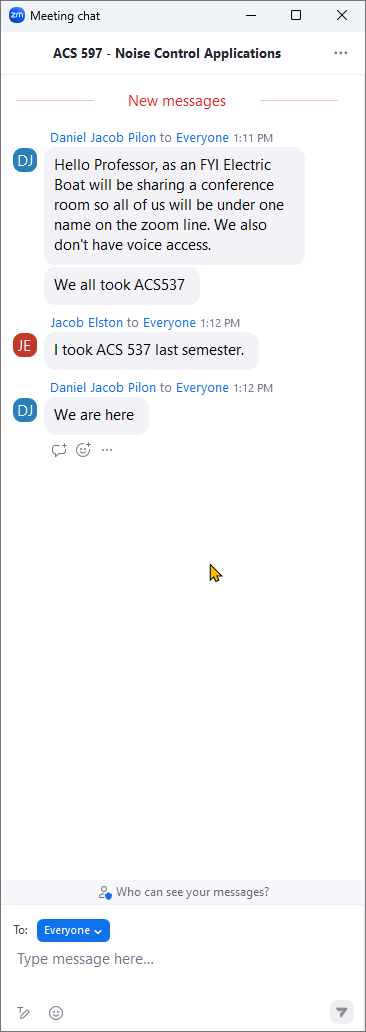 zm Meeting chat
ACS 597 - Noise Control Applications
New messages
Daniel Jacob Pilon to Everyone 1:11 PM
DJ
Hello Professor, as an FYI Electric
Boat will be sharing a conference
room so all of us will be under one
name on the zoom line. We also
don't have voice access.
We all took ACS537
Jacob Elston to Everyone 1:12 PM
JE
I took ACS 537 last semester.
Daniel Jacob Pilon to Everyone 1:12 PM
DJ
We are here
Who can see your messages?
To: Everyone
Type message here...